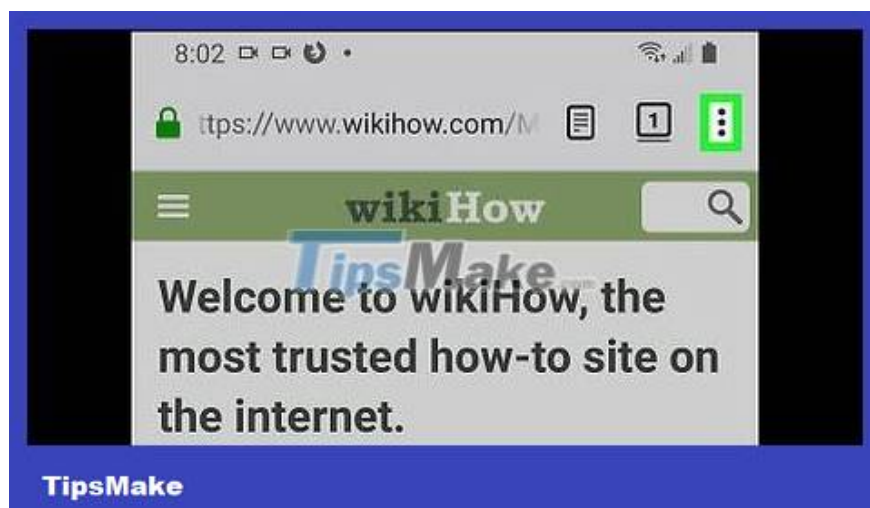 8:02
ttps://www.wikihow.com/M
1
wikiHow
TipsMake.com
Welcome to wikiHow, the
most trusted how-to site on
the internet.
TipsMake